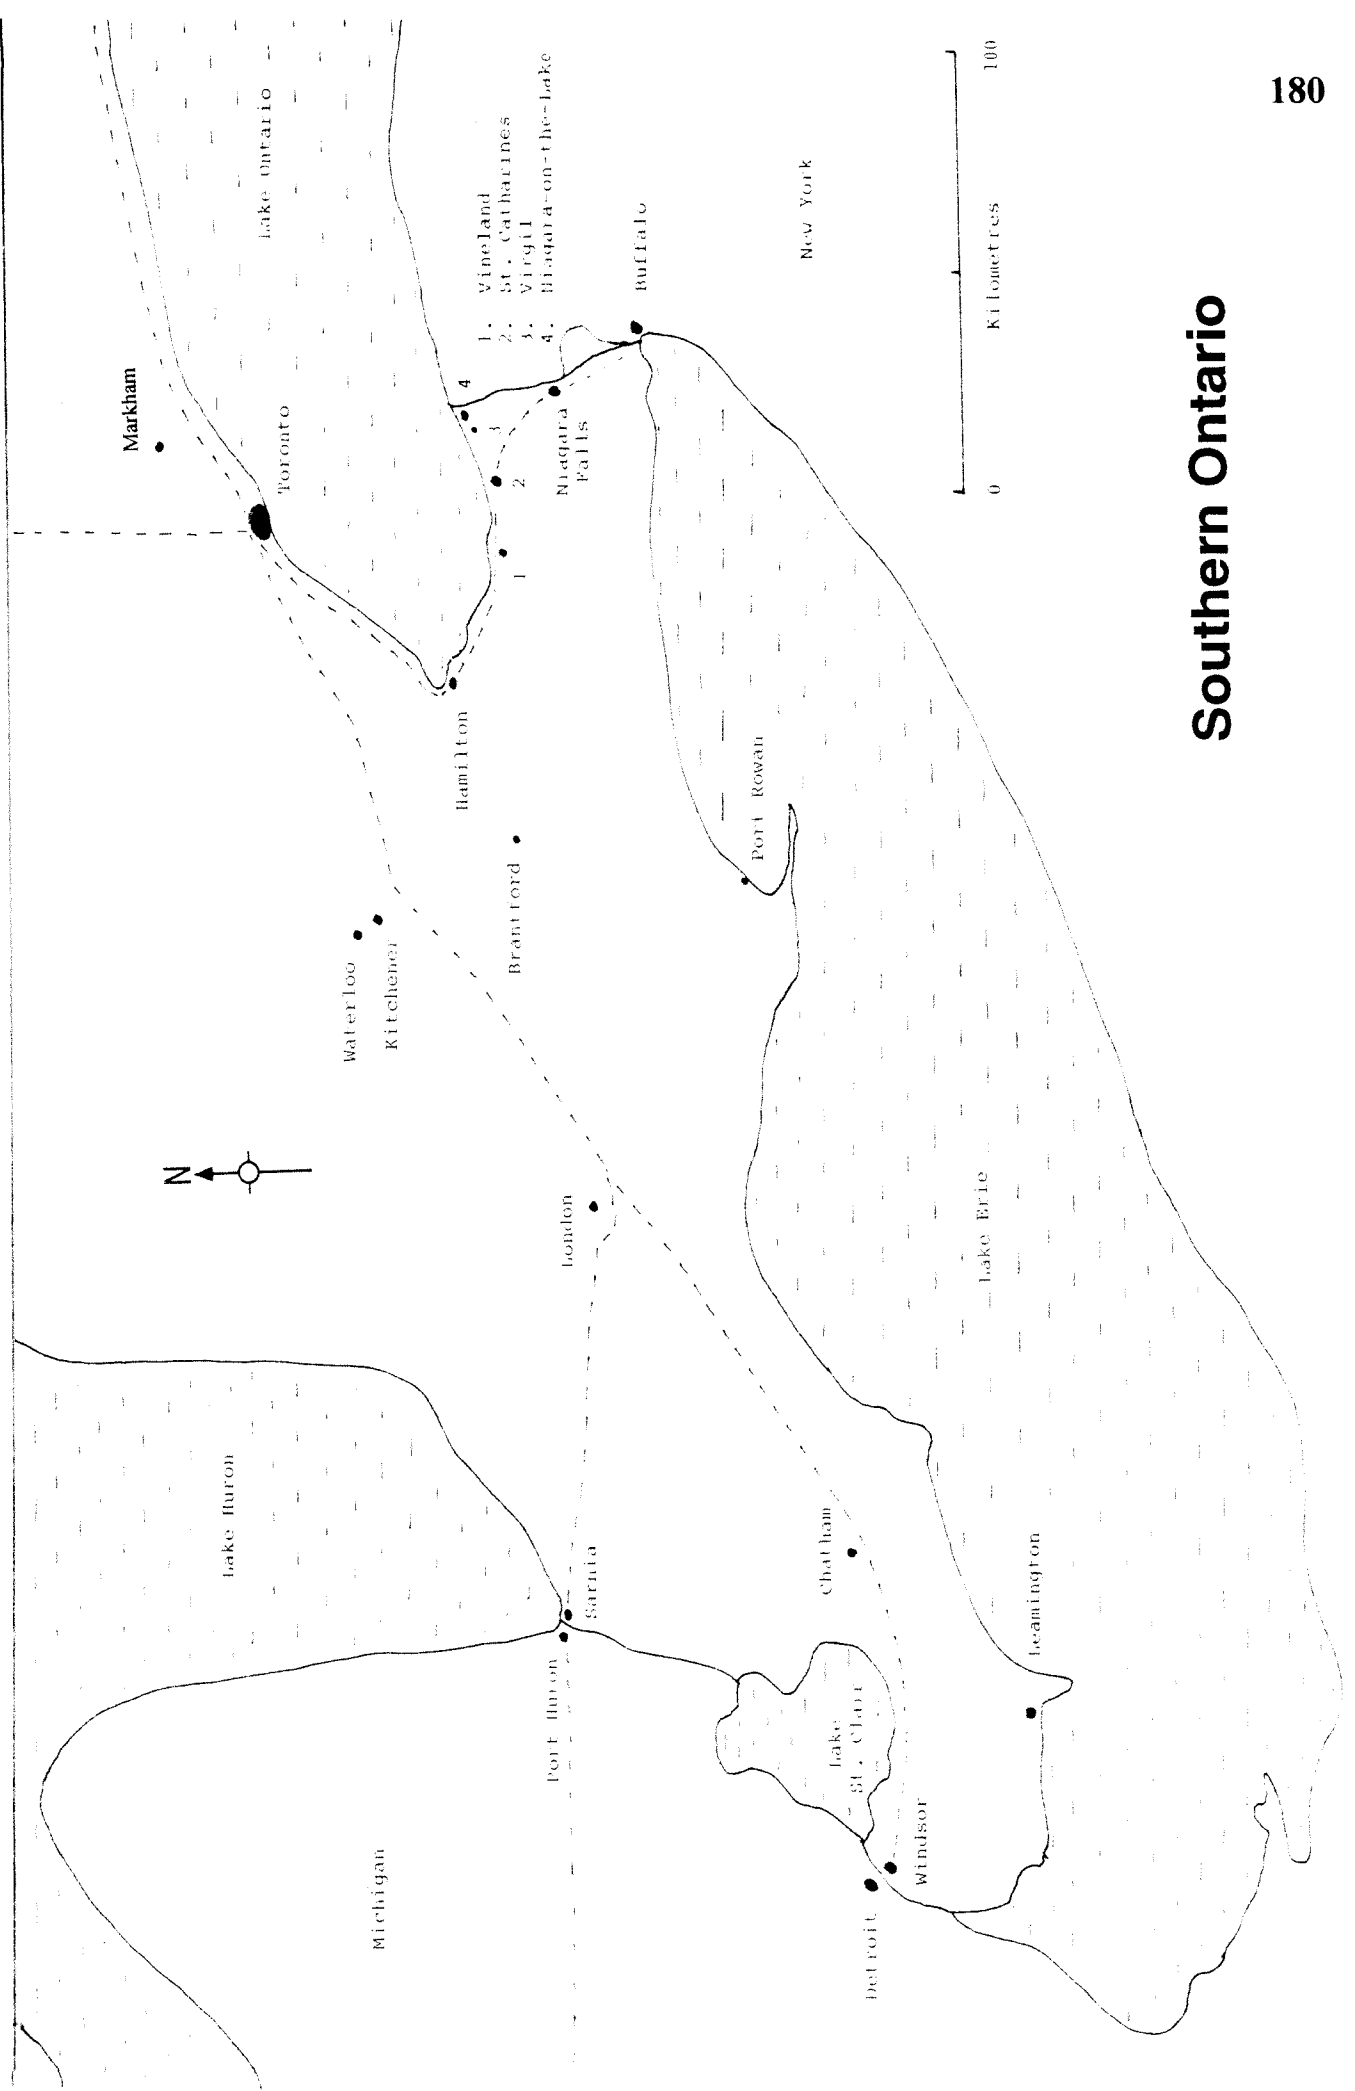 180
Southern Ontario
N
Lake Huron
Michigan
Port Huron
Sarnia
Lake
St. Clair
Detroit
Windsor
Chatham
Leamington
London
Waterloo
Kitchener
Brantford
Hamilton
Port Rowan
Lake Erie
Toronto
Markham
Lake Ontario
1
2
3
4
Niagara
Falls
1. Vineland
2. St. Catharines
3. Virgil
4. Niagara-on-the-Lake
Buffalo
New York
0
100
Kilometres